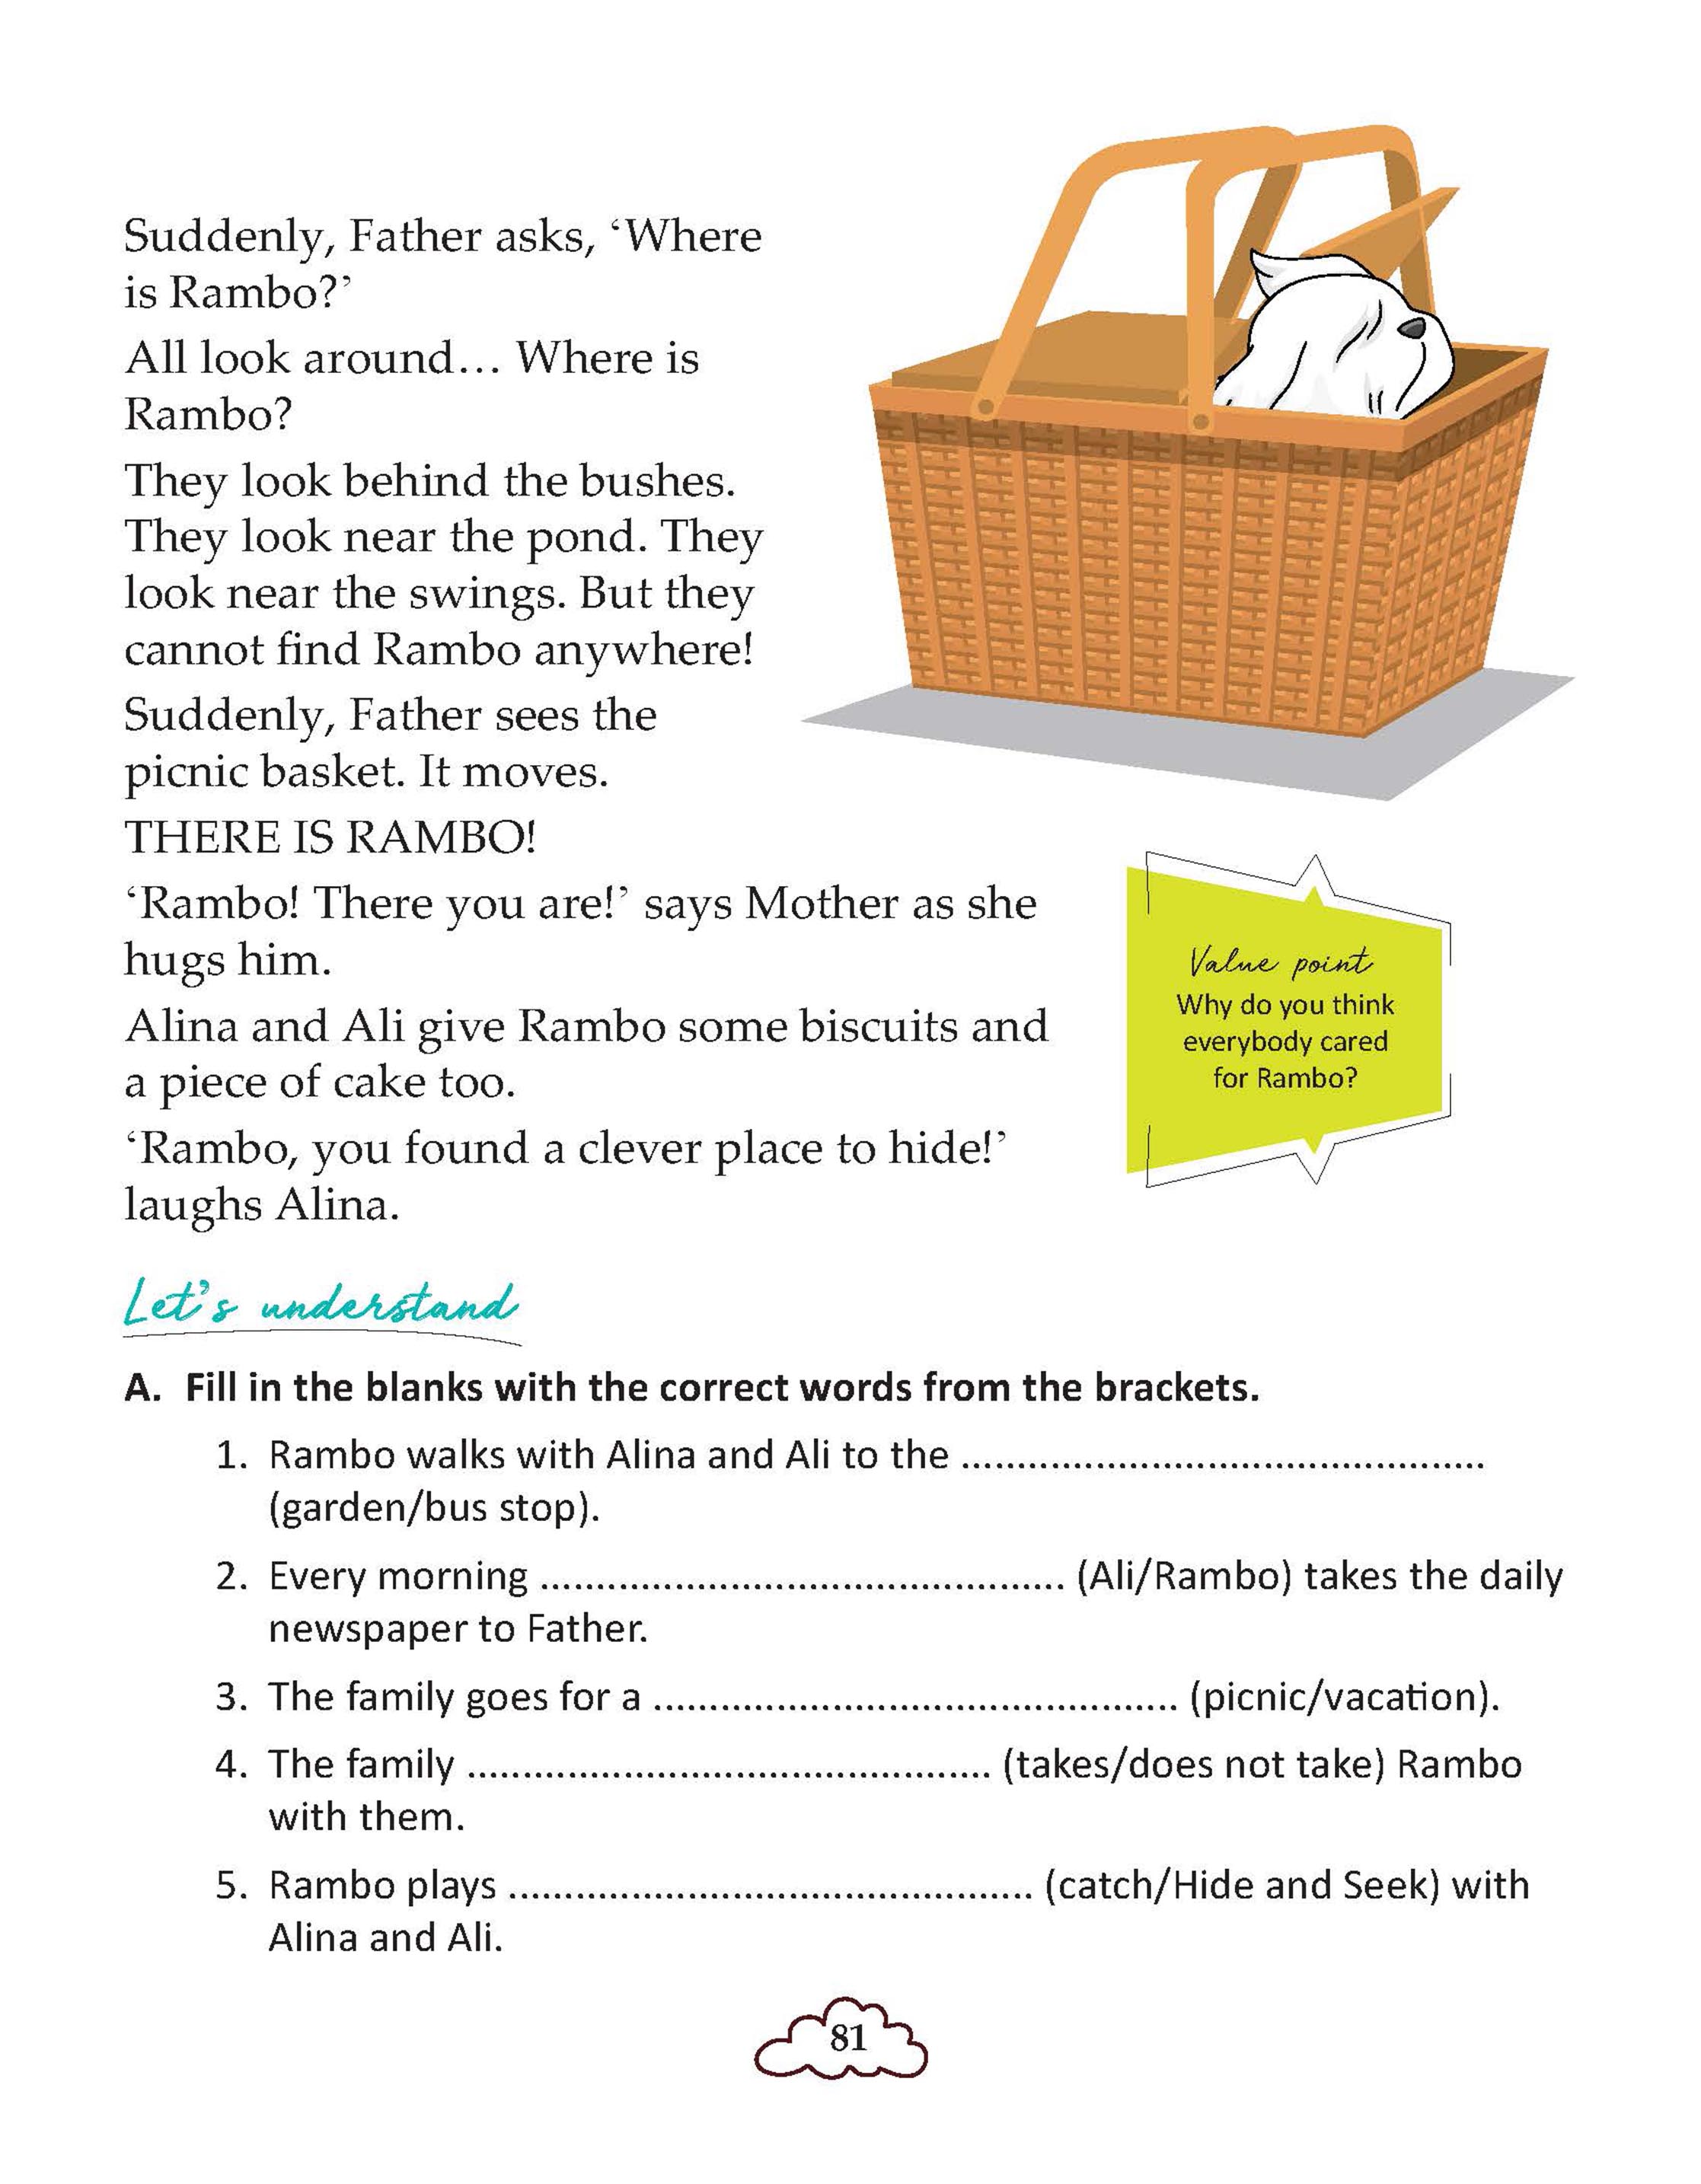 Suddenly, Father asks, ‘Where
is Rambo?’
All look around… Where is
Rambo?
They look behind the bushes.
They look near the pond. They
look near the swings. But they
cannot find Rambo anywhere!
Suddenly, Father sees the
picnic basket. It moves.
THERE IS RAMBO!
‘Rambo! There you are!’ says Mother as she
hugs him.
Alina and Ali give Rambo some biscuits and
a piece of cake too.
‘Rambo, you found a clever place to hide!’
laughs Alina.
Value point
Why do you think
everybody cared
for Rambo?
Let’s understand
A. Fill in the blanks with the correct words from the brackets.
1. Rambo walks with Alina and Ali to the ...............................................
(garden/bus stop).
2. Every morning ............................................... (Ali/Rambo) takes the daily
newspaper to Father.
3. The family goes for a ............................................... (picnic/vacation).
4. The family ............................................... (takes/does not take) Rambo
with them.
5. Rambo plays ............................................... (catch/Hide and Seek) with
Alina and Ali.
81